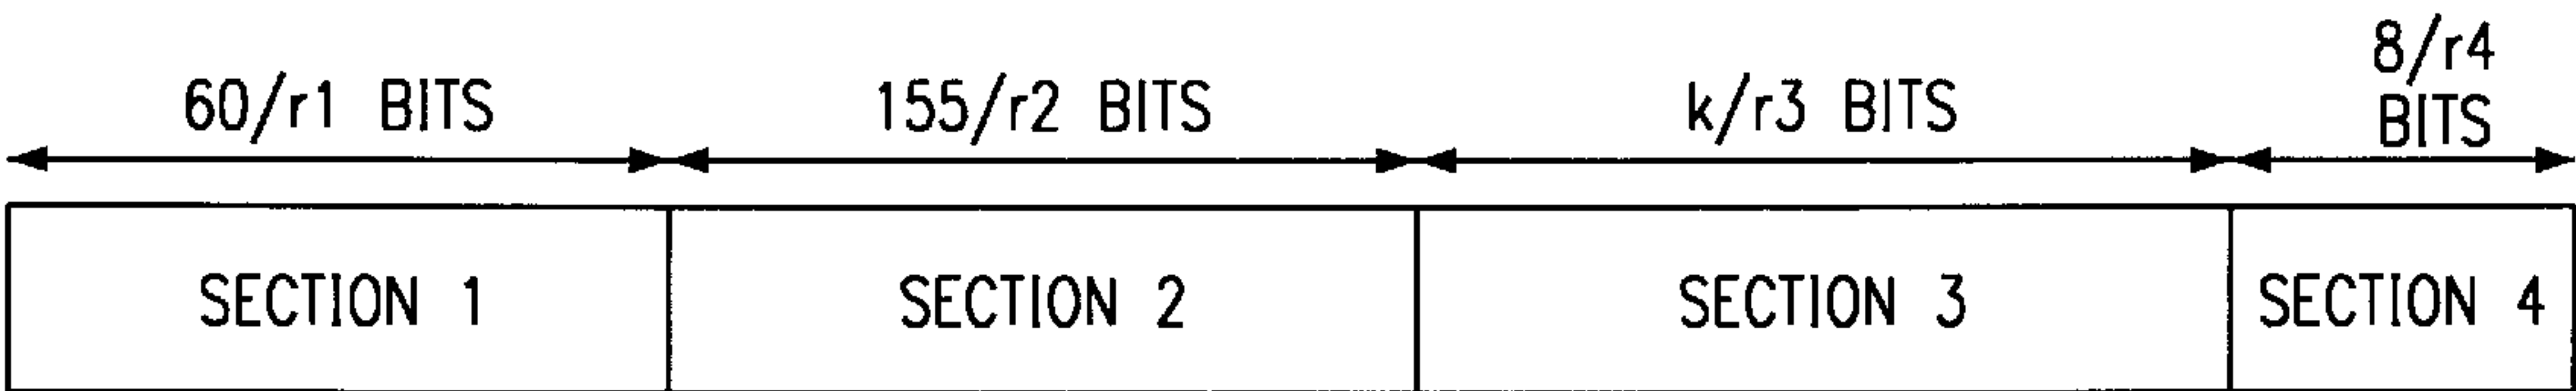 60/r1 BITS
155/r2 BITS
k/r3 BITS
8/r4
BITS
SECTION 1
SECTION 2
SECTION 3
SECTION 4